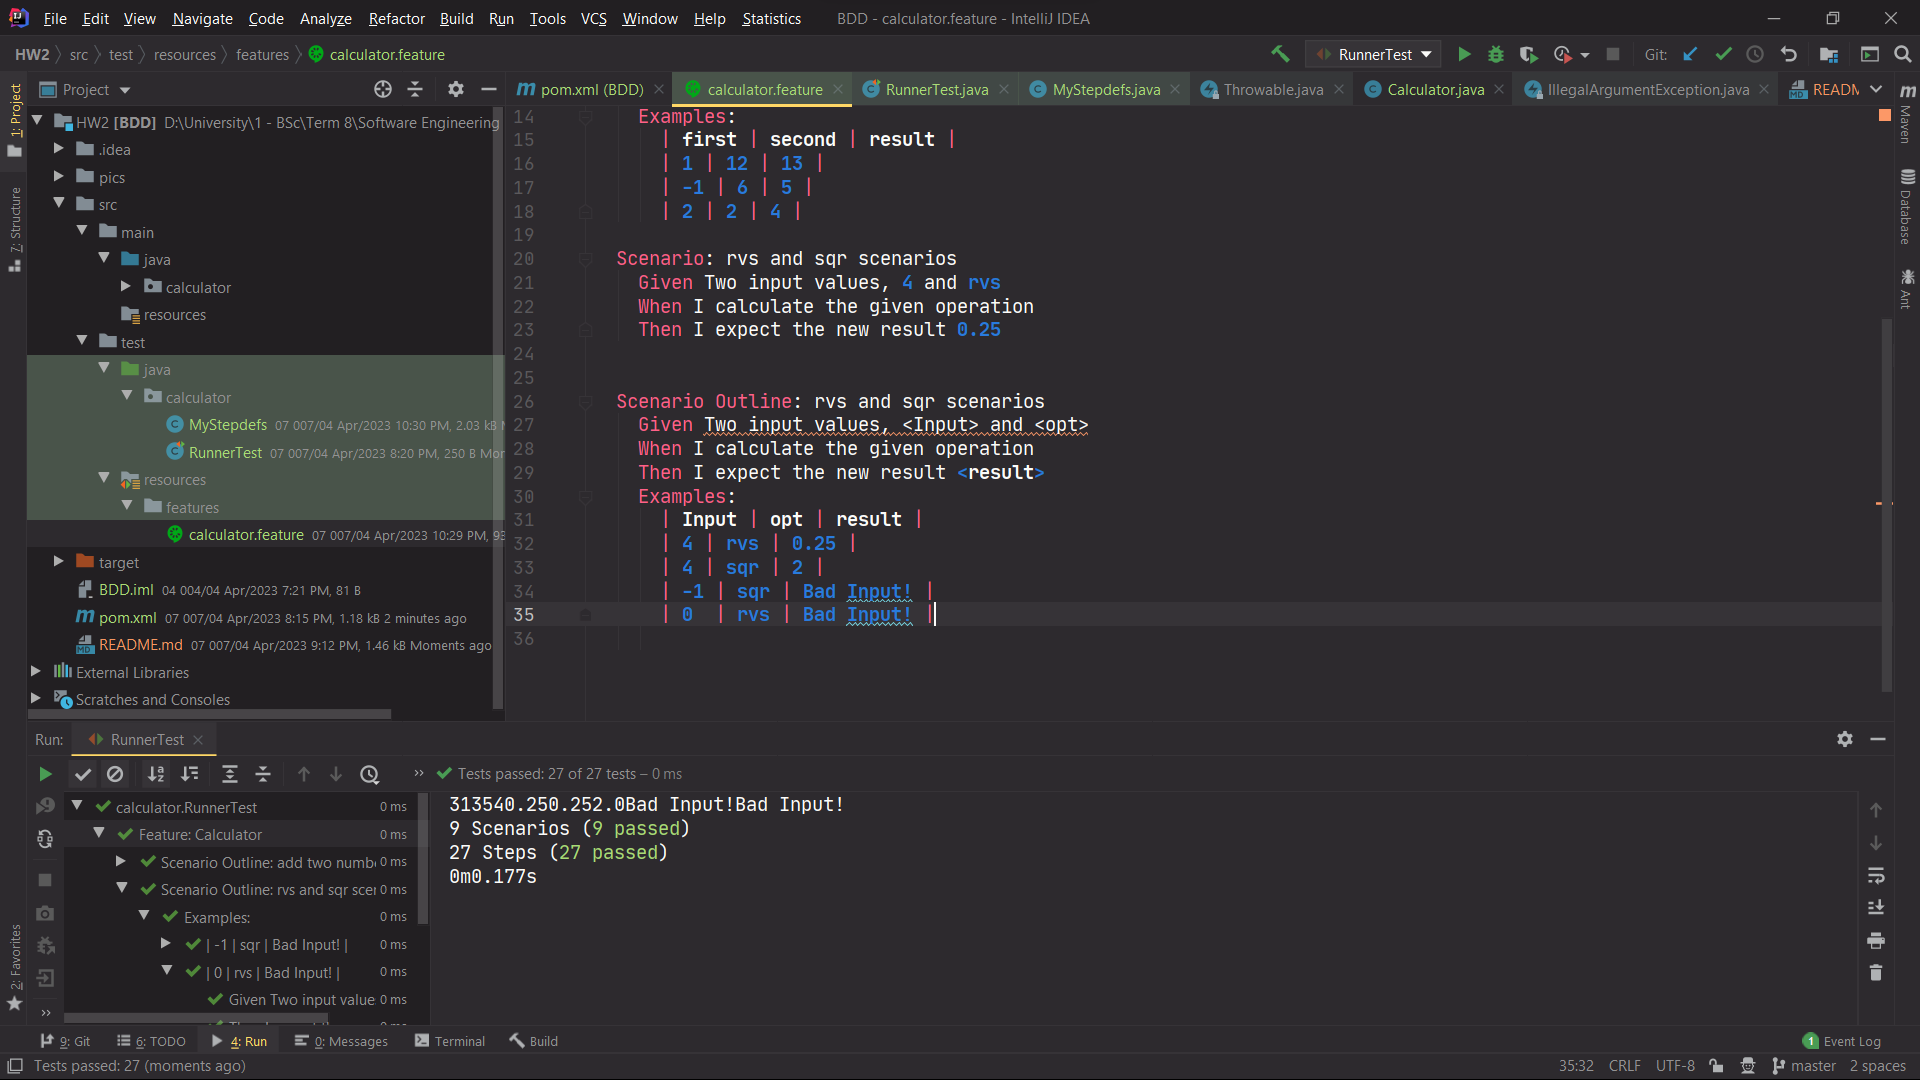 File Edit View Navigate Code Analyze Refactor Build Run Tools VCS Window Help Statistics BDD - calculator.feature - IntelliJ IDEA
HW2 src test resources features calculator.feature RunnerTest Git:
1: Project
7: Structure
2: Favorites
Project
pom.xml (BDD) calculator.feature RunnerTest.java MyStepdefs.java Throwable.java Calculator.java IllegalArgumentException.java READM
Maven
Database
Ant
HW2 [BDD] D:\University\1 - BSc\Term 8\Software Engineering
.idea
pics
src
main
java
calculator
resources
test
java
calculator
MyStepdefs 07 007/04 Apr/2023 10:30 PM, 2.03 kB M
RunnerTest 07 007/04 Apr/2023 8:20 PM, 250 B Mor
resources
features
calculator.feature 07 007/04 Apr/2023 10:29 PM, 93
target
BDD.iml 04 004/04 Apr/2023 7:21 PM, 81 B
pom.xml 07 007/04 Apr/2023 8:15 PM, 1.18 kB 2 minutes ago
README.md 07 007/04 Apr/2023 9:12 PM, 1.46 kB Moments ago
External Libraries
Scratches and Consoles
14 Examples:
15 | first | second | result |
16 | 1 | 12 | 13 |
17 | -1 | 6 | 5 |
18 | 2 | 2 | 4 |
19
20 Scenario: rvs and sqr scenarios
21 Given Two input values, 4 and rvs
22 When I calculate the given operation
23 Then I expect the new result 0.25
24
25
26 Scenario Outline: rvs and sqr scenarios
27 Given Two input values, <Input> and <opt>
28 When I calculate the given operation
29 Then I expect the new result <result>
30 Examples:
31 | Input | opt | result |
32 | 4 | rvs | 0.25 |
33 | 4 | sqr | 2 |
34 | -1 | sqr | Bad Input! |
35 | 0 | rvs | Bad Input! |
36
Run: RunnerTest
Tests passed: 27 of 27 tests – 0 ms
calculator.RunnerTest 0 ms
Feature: Calculator 0 ms
Scenario Outline: add two numbe 0 ms
Scenario Outline: rvs and sqr scen 0 ms
Examples: 0 ms
| -1 | sqr | Bad Input! | 0 ms
| 0 | rvs | Bad Input! | 0 ms
Given Two input value 0 ms
313540.250.252.0Bad Input!Bad Input!
9 Scenarios (9 passed)
27 Steps (27 passed)
0m0.177s
9: Git 6: TODO 4: Run 0: Messages Terminal Build 1 Event Log
Tests passed: 27 (moments ago) 35:32 CRLF UTF-8 master 2 spaces